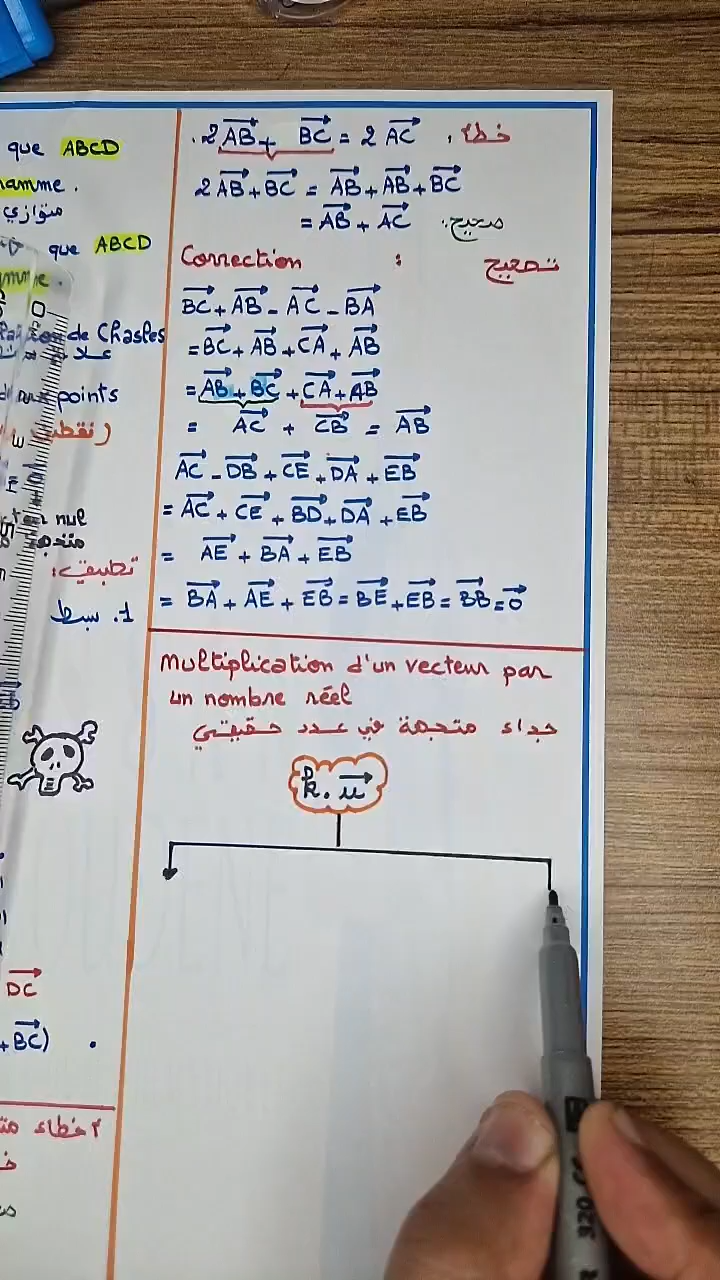 que ABCD
متوازي
que ABCD
de Chasles
points
nul
تطبيق:
1. بسط
DC
+BC) .
. 2AB + BC = 2AC . خطأ
2AB + BC = AB + AB + BC
= AB + AC صحيح.
Correction : تصحيح
BC + AB - AC - BA
= BC + AB + CA + AB
= AB + BC + CA + AB
= AC + CB = AB
AC - DB + CE + DA + EB
= AC + CE + BD + DA + EB
= AE + BA + EB
= BA + AE + EB = BE + EB = BB = 0
Multiplication d'un vecteur par
un nombre réel
جداء متجهة في عدد حقيقي
k. u